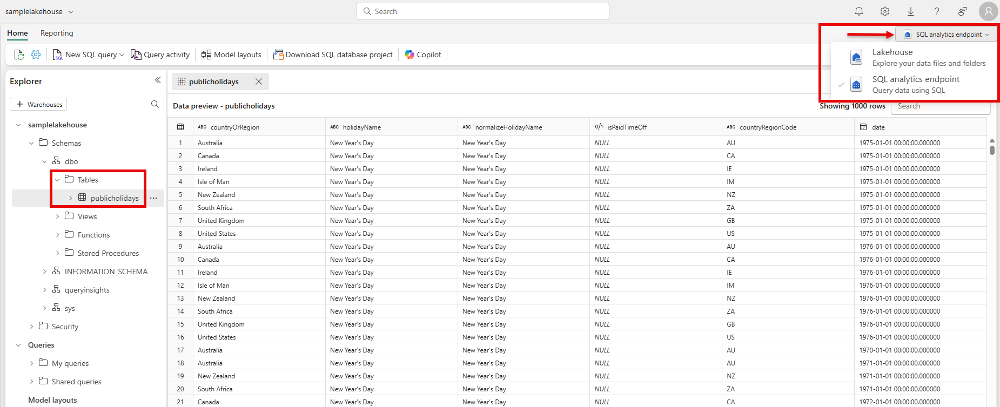 samplelakehouse
Search
Home Reporting
SQL analytics endpoint
New SQL query Query activity Model layouts Download SQL database project Copilot
Lakehouse
Explore your data files and folders
SQL analytics endpoint
Query data using SQL
Explorer
Warehouses
samplelakehouse
Schemas
dbo
Tables
publicholidays
Views
Functions
Stored Procedures
INFORMATION_SCHEMA
queryinsights
sys
Security
Queries
My queries
Shared queries
Model layouts
publicholidays
Data preview - publicholidays Showing 1000 rows Search
ABC countryOrRegion ABC holidayName ABC normalizeHolidayName 0/1 isPaidTimeOff ABC countryRegionCode date
1 Australia New Year's Day New Year's Day NULL AU 1975-01-01 00:00:00.000000
2 Canada New Year's Day New Year's Day NULL CA 1975-01-01 00:00:00.000000
3 Ireland New Year's Day New Year's Day NULL IE 1975-01-01 00:00:00.000000
4 Isle of Man New Year's Day New Year's Day NULL IM 1975-01-01 00:00:00.000000
5 New Zealand New Year's Day New Year's Day NULL NZ 1975-01-01 00:00:00.000000
6 South Africa New Year's Day New Year's Day NULL ZA 1975-01-01 00:00:00.000000
7 United Kingdom New Year's Day New Year's Day NULL GB 1975-01-01 00:00:00.000000
8 United States New Year's Day New Year's Day NULL US 1975-01-01 00:00:00.000000
9 Australia New Year's Day New Year's Day NULL AU 1976-01-01 00:00:00.000000
10 Canada New Year's Day New Year's Day NULL CA 1976-01-01 00:00:00.000000
11 Ireland New Year's Day New Year's Day NULL IE 1976-01-01 00:00:00.000000
12 Isle of Man New Year's Day New Year's Day NULL IM 1976-01-01 00:00:00.000000
13 New Zealand New Year's Day New Year's Day NULL NZ 1976-01-01 00:00:00.000000
14 South Africa New Year's Day New Year's Day NULL ZA 1976-01-01 00:00:00.000000
15 United Kingdom New Year's Day New Year's Day NULL GB 1976-01-01 00:00:00.000000
16 United States New Year's Day New Year's Day NULL US 1976-01-01 00:00:00.000000
17 Australia New Year's Day New Year's Day NULL AU 1970-01-01 00:00:00.000000
18 Australia New Year's Day New Year's Day NULL AU 1971-01-01 00:00:00.000000
19 New Zealand New Year's Day New Year's Day NULL NZ 1971-01-01 00:00:00.000000
20 South Africa New Year's Day New Year's Day NULL ZA 1971-01-01 00:00:00.000000
21 Canada New Year's Day New Year's Day NULL CA 1972-01-01 00:00:00.000000